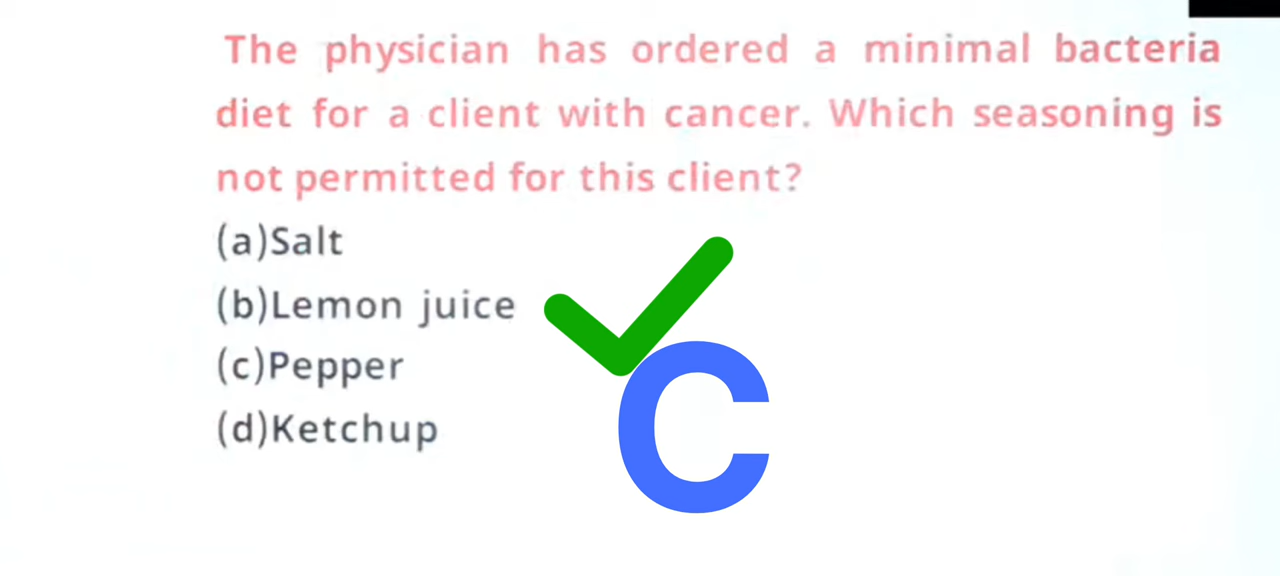 The physician has ordered a minimal bacteria
diet for a client with cancer. Which seasoning is
not permitted for this client?
(a)Salt
(b)Lemon juice
(c)Pepper
(d)Ketchup
C